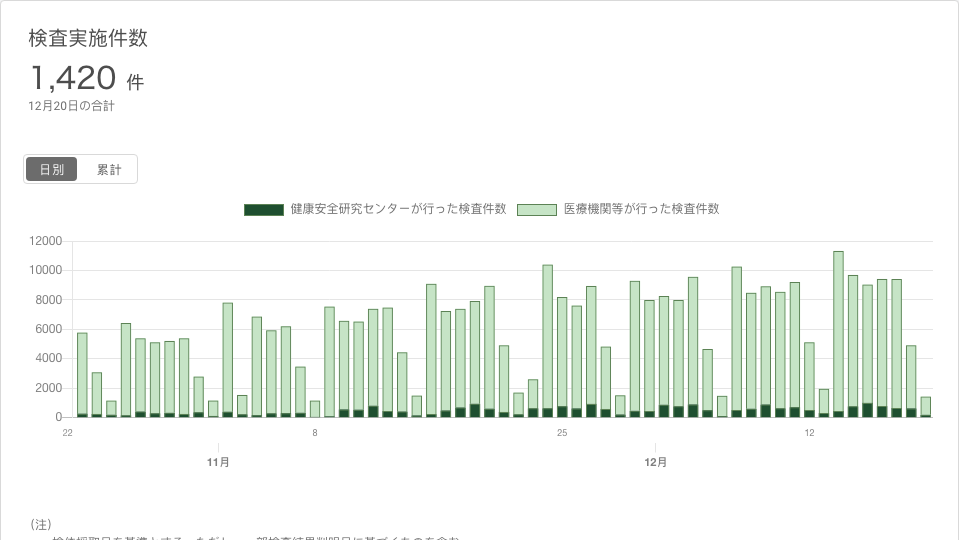 検査実施件数
1,420 件
12月20日の合計
日別 累計
健康安全研究センターが行った検査件数 医療機関等が行った検査件数
12000
10000
8000
6000
4000
2000
0
22 8 25 12
11月 12月
（注）